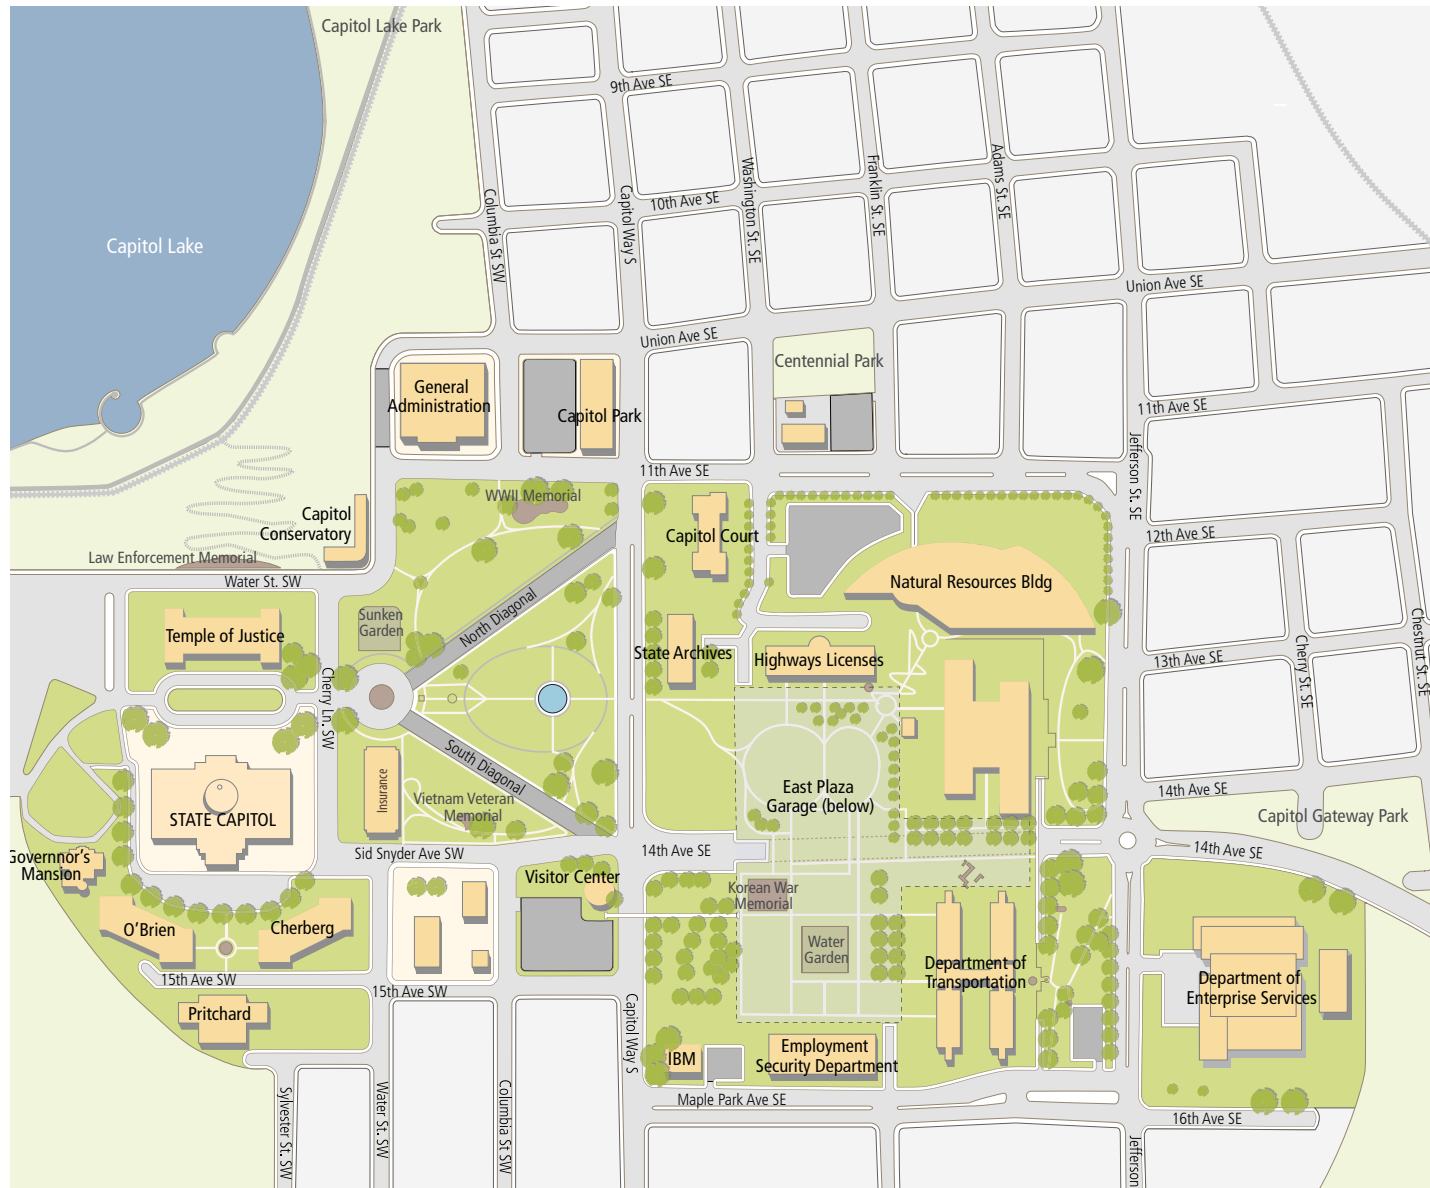 Capitol Lake Park
9th Ave SE
Washington St. SE
Franklin St. SE
Adams St. SE
Columbia St SW
Capitol Way S
10th Ave SE
Capitol Lake
Union Ave SE
Union Ave SE
Centennial Park
General
Administration
Capitol Park
11th Ave SE
Jefferson St. SE
11th Ave SE
WWII Memorial
Capitol
Conservatory
Capitol Court
12th Ave SE
Law Enforcement Memorial
Water St. SW
Natural Resources Bldg
North Diagonal
Sunken
Garden
Temple of Justice
State Archives
Highways Licenses
13th Ave SE
Cherry St. SE
Chestnut St. SE
Cherry Ln. SW
South Diagonal
Insurance
Vietnam Veteran
Memorial
East Plaza
Garage (below)
14th Ave SE
Capitol Gateway Park
STATE CAPITOL
Sid Snyder Ave SW
14th Ave SE
14th Ave SE
Governnor's
Mansion
Visitor Center
Korean War
Memorial
O'Brien
Cherberg
Water
Garden
Department of
Transportation
Department of
Enterprise Services
15th Ave SW
15th Ave SW
Pritchard
Capitol Way S
IBM
Employment
Security Department
Maple Park Ave SE
16th Ave SE
Sylvester St. SW
Water St. SW
Columbia St SW
Jefferson